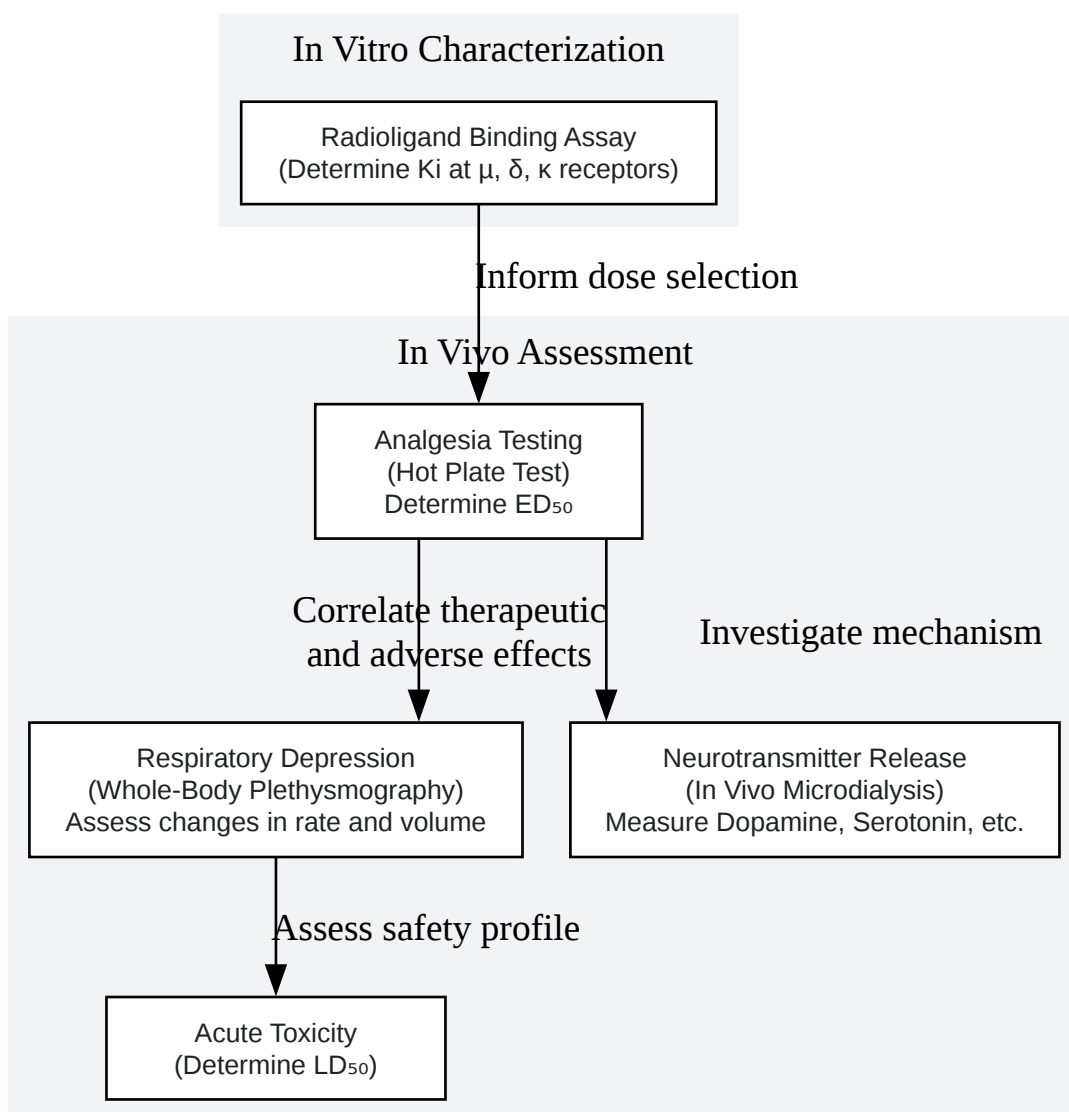 In Vitro Characterization
Radioligand Binding Assay
(Determine Ki at μ, δ, κ receptors)
Inform dose selection
In Vivo Assessment
Analgesia Testing
(Hot Plate Test)
Determine ED₅₀
Correlate therapeutic
and adverse effects
Investigate mechanism
Respiratory Depression
(Whole-Body Plethysmography)
Assess changes in rate and volume
Neurotransmitter Release
(In Vivo Microdialysis)
Measure Dopamine, Serotonin, etc.
Assess safety profile
Acute Toxicity
(Determine LD₅₀)